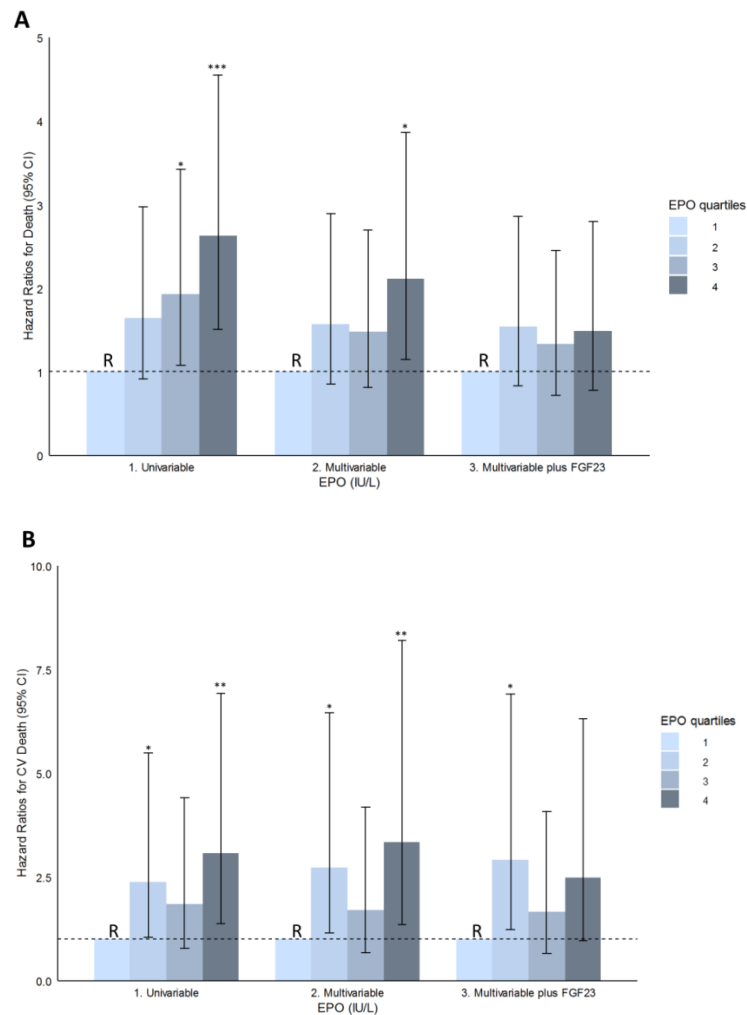 A
Hazard Ratios for Death (95% CI)
5
4
3
2
1
0
***
*
*
R
R
R
1. Univariable
2. Multivariable
3. Multivariable plus FGF23
EPO (IU/L)
EPO quartiles
1
2
3
4
B
Hazard Ratios for CV Death (95% CI)
10.0
7.5
5.0
2.5
0.0
*
**
*
**
*
R
R
R
1. Univariable
2. Multivariable
3. Multivariable plus FGF23
EPO (IU/L)
EPO quartiles
1
2
3
4